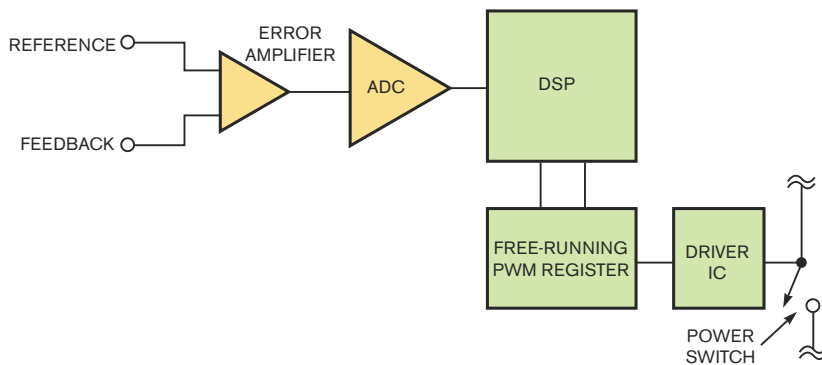 REFERENCE
FEEDBACK
ERROR
AMPLIFIER
ADC
DSP
FREE-RUNNING
PWM REGISTER
DRIVER
IC
POWER
SWITCH